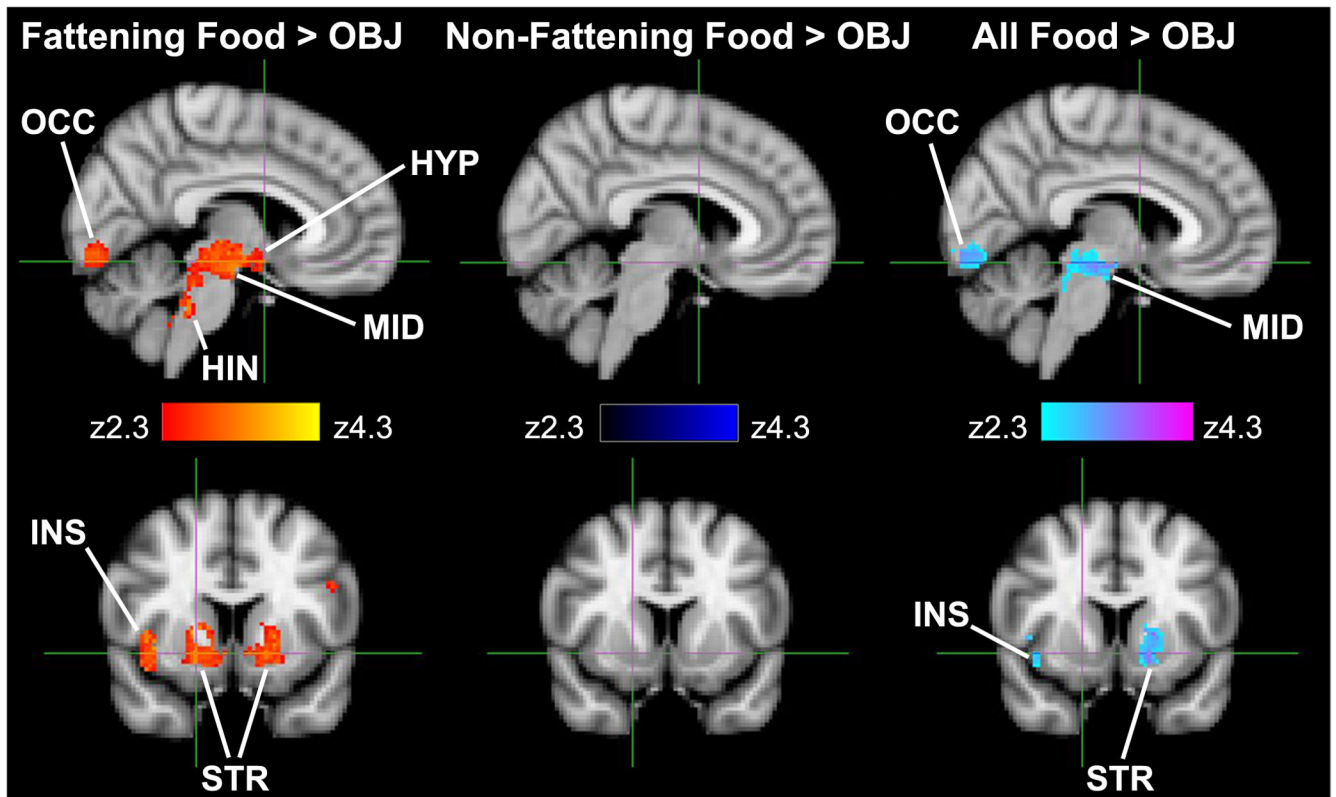 Fattening Food > OBJ
Non-Fattening Food > OBJ
All Food > OBJ
OCC
HYP
MID
HIN
OCC
MID
z2.3
z4.3
z2.3
z4.3
z2.3
z4.3
INS
STR
INS
STR